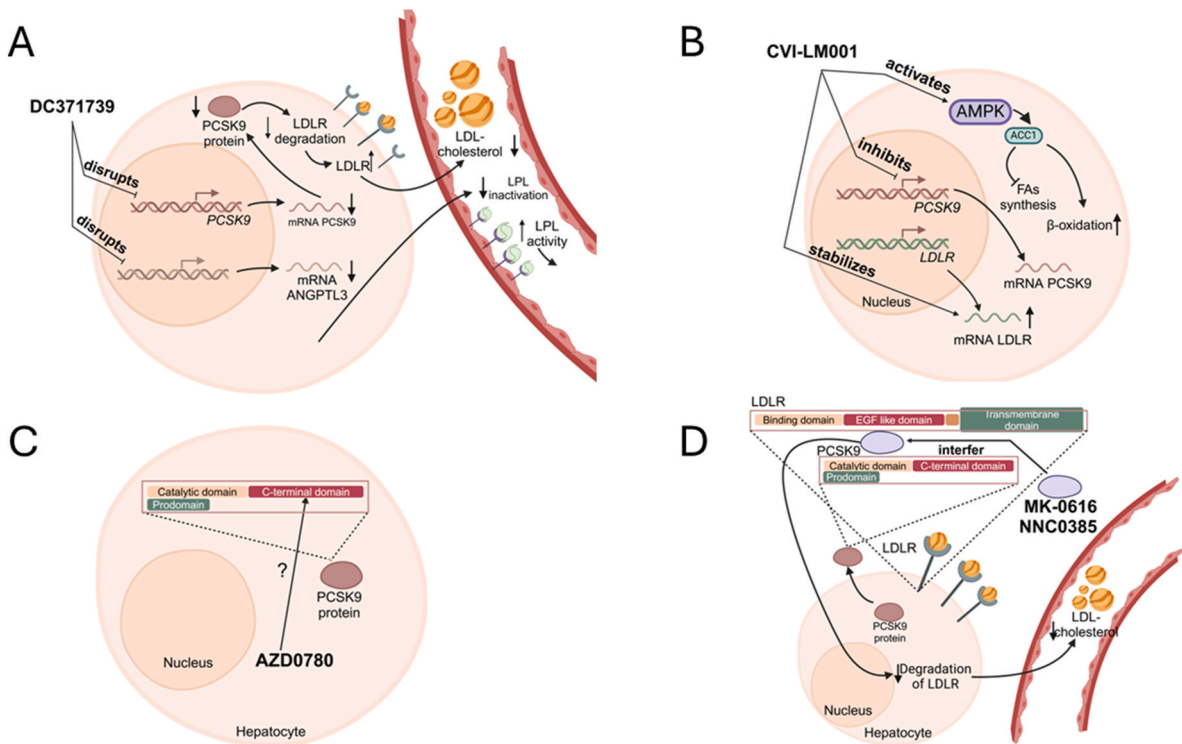 A
DC371739
disrupts
disrupts
PCSK9
protein
LDLR
degradation
LDLR
PCSK9
mRNA PCSK9
mRNA
ANGPTL3
LDL-
cholesterol
LPL
inactivation
LPL
activity
B
CVI-LM001
activates
AMPK
ACC1
inhibits
FAs
synthesis
β-oxidation
PCSK9
LDLR
stabilizes
mRNA PCSK9
Nucleus
mRNA LDLR
C
Catalytic domain
C-terminal domain
Prodomain
?
PCSK9
protein
Nucleus
AZD0780
Hepatocyte
D
LDLR
Binding domain
EGF like domain
Transmembrane
domain
PCSK9
interfer
Catalytic domain
C-terminal domain
Prodomain
MK-0616
NNC0385
LDLR
PCSK9
protein
LDL-
cholesterol
Degradation
of LDLR
Nucleus
Hepatocyte